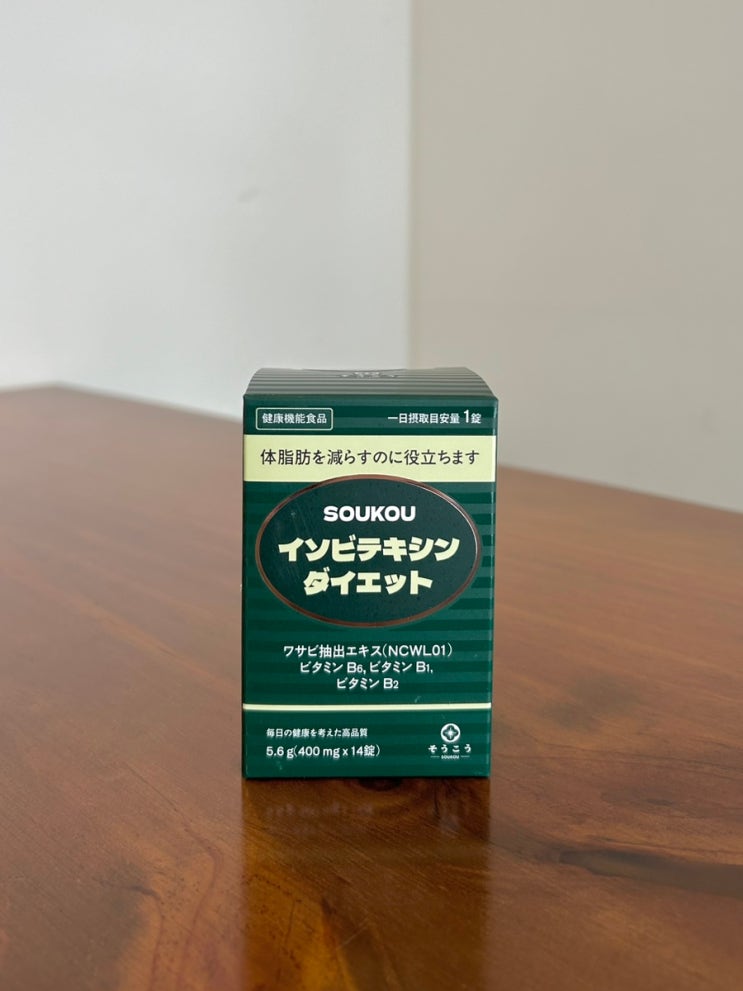 健康機能食品
一日摂取目安量 1錠
体脂肪を減らすのに役立ちます
SOUKOU
イソビテキシン
ダイエット
ワサビ抽出エキス(NCWL01)
ビタミン B6, ビタミン B1,
ビタミン B2
毎日の健康を考えた高品質
5.6 g(400 mg x 14錠)
そうこう
SOUKOU